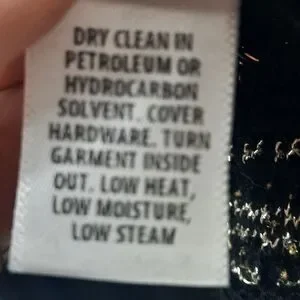 DRY CLEAN IN
PETROLEUM OR
HYDROCARBON
SOLVENT. COVER
HARDWARE. TURN
GARMENT INSIDE
OUT. LOW HEAT,
LOW MOISTURE,
LOW STEAM